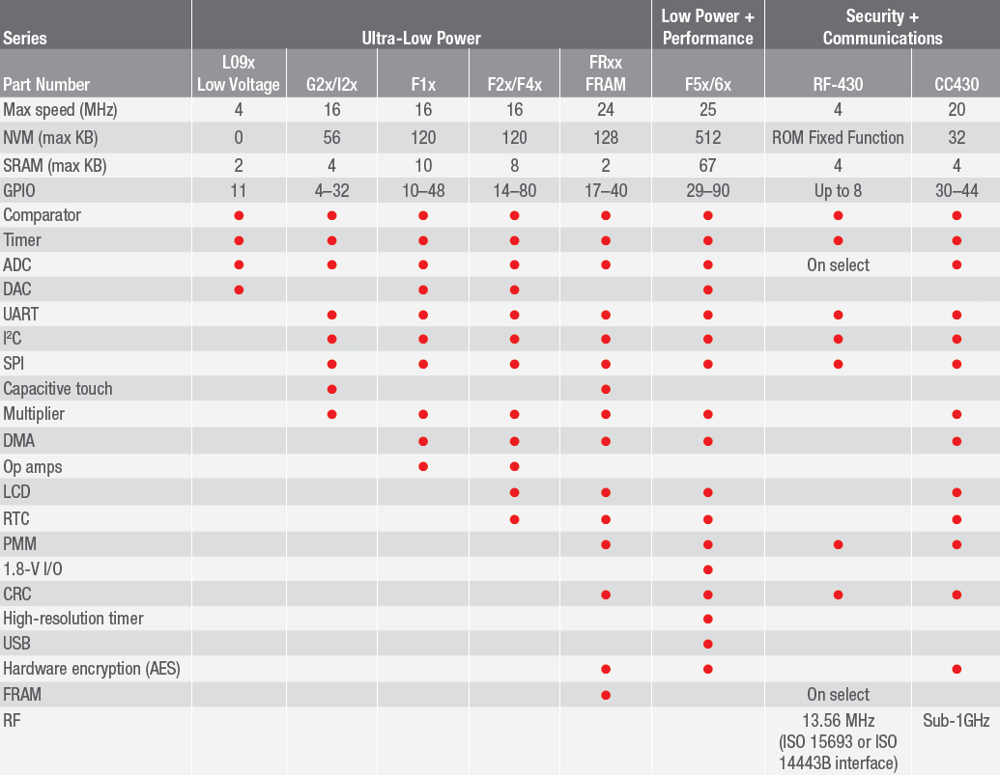 Series Ultra-Low Power Low Power + Performance Security + Communications
Part Number L09x Low Voltage G2x/I2x F1x F2x/F4x FRxx FRAM F5x/6x RF-430 CC430
Max speed (MHz) 4 16 16 16 24 25 4 20
NVM (max KB) 0 56 120 120 128 512 ROM Fixed Function 32
SRAM (max KB) 2 4 10 8 2 67 4 4
GPIO 11 4–32 10–48 14–80 17–40 29–90 Up to 8 30–44
Comparator ● ● ● ● ● ● ● ●
Timer ● ● ● ● ● ● ● ●
ADC ● ● ● ● ● ● On select ●
DAC ● ● ● ●
UART ● ● ● ● ● ● ●
I²C ● ● ● ● ● ● ●
SPI ● ● ● ● ● ● ●
Capacitive touch ● ●
Multiplier ● ● ● ● ● ●
DMA ● ● ● ● ●
Op amps ● ●
LCD ● ● ● ●
RTC ● ● ● ●
PMM ● ● ● ●
1.8-V I/O ●
CRC ● ● ● ●
High-resolution timer ●
USB ●
Hardware encryption (AES) ● ● ●
FRAM ● On select
RF 13.56 MHz Sub-1GHz
(ISO 15693 or ISO
14443B interface)